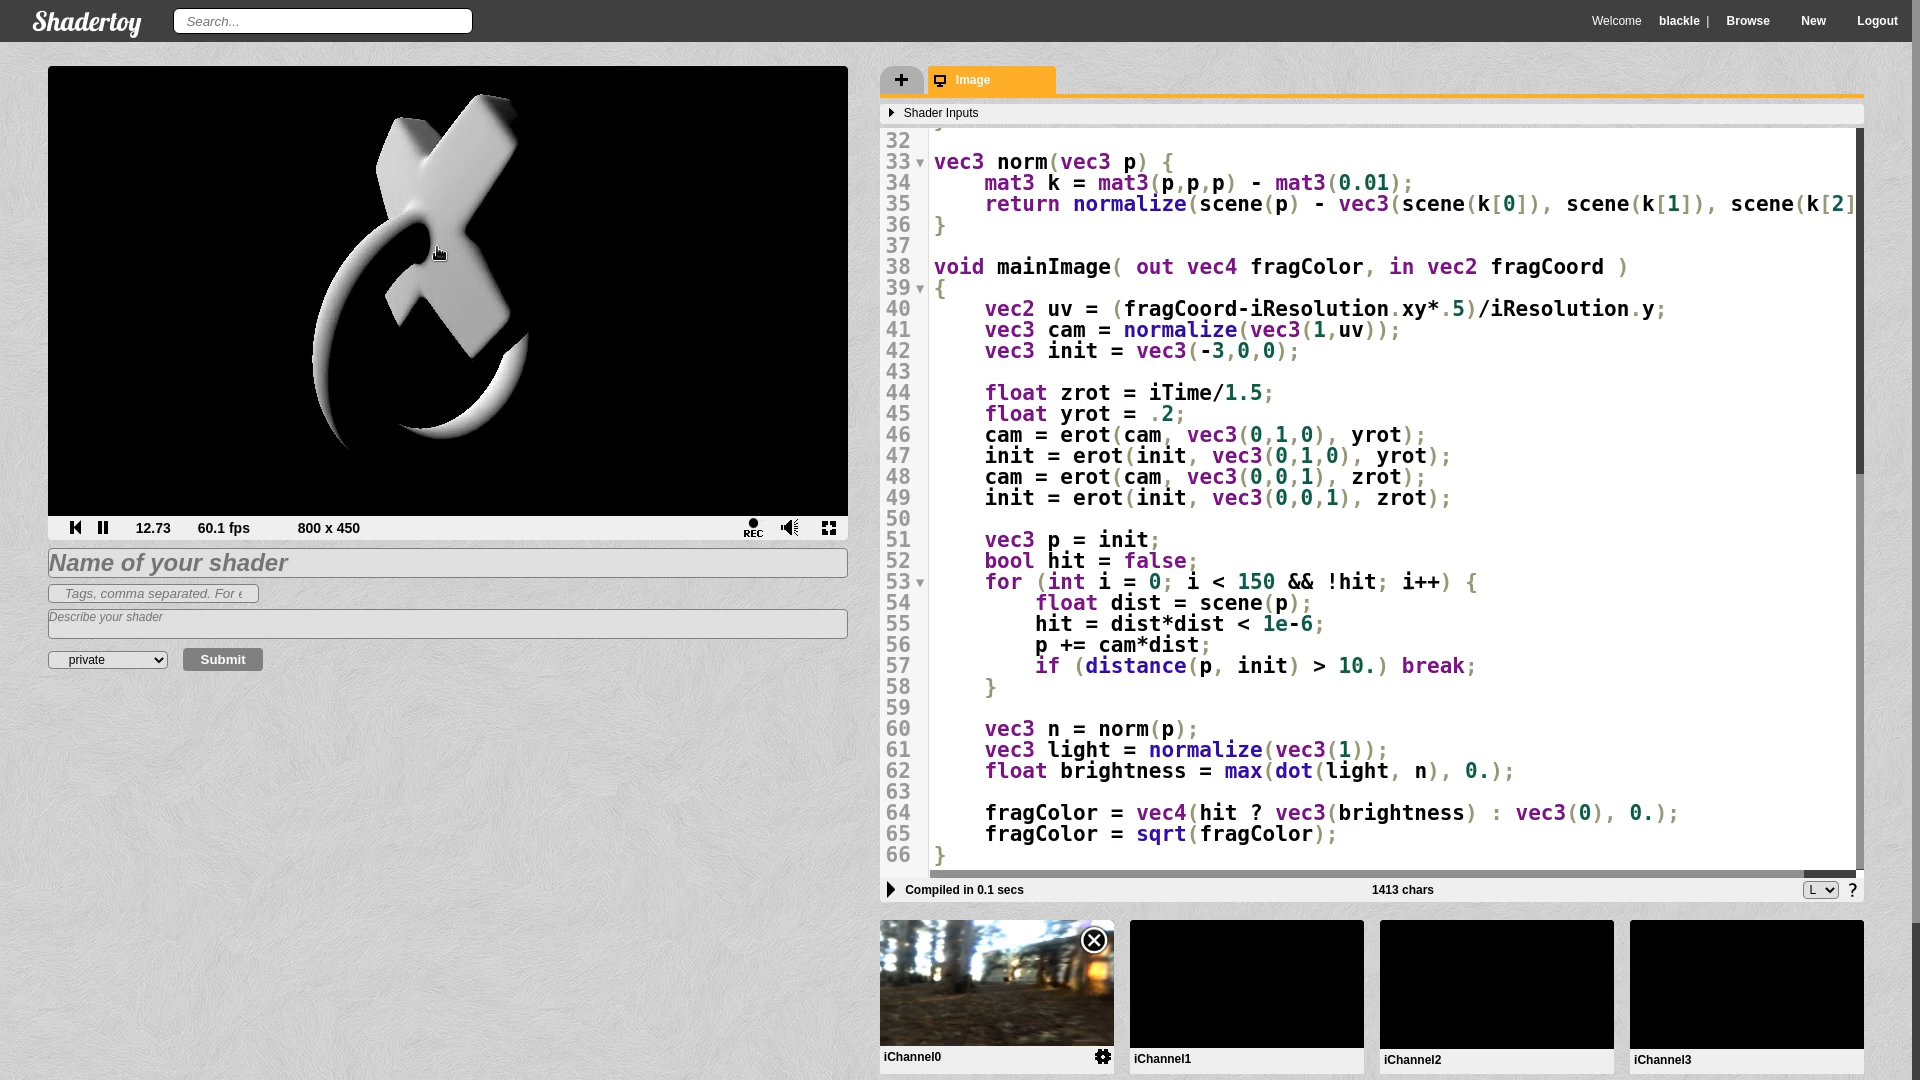 Shadertoy
Search...
Welcome blackle | Browse New Logout
12.73 60.1 fps 800 x 450
REC
Name of your shader
Tags, comma separated. For e
Describe your shader
private Submit
+ Image
Shader Inputs
32
33 vec3 norm(vec3 p) {
34     mat3 k = mat3(p,p,p) - mat3(0.01);
35     return normalize(scene(p) - vec3(scene(k[0]), scene(k[1]), scene(k[2]
36 }
37
38 void mainImage( out vec4 fragColor, in vec2 fragCoord )
39 {
40     vec2 uv = (fragCoord-iResolution.xy*.5)/iResolution.y;
41     vec3 cam = normalize(vec3(1,uv));
42     vec3 init = vec3(-3,0,0);
43
44     float zrot = iTime/1.5;
45     float yrot = .2;
46     cam = erot(cam, vec3(0,1,0), yrot);
47     init = erot(init, vec3(0,1,0), yrot);
48     cam = erot(cam, vec3(0,0,1), zrot);
49     init = erot(init, vec3(0,0,1), zrot);
50
51     vec3 p = init;
52     bool hit = false;
53     for (int i = 0; i < 150 && !hit; i++) {
54         float dist = scene(p);
55         hit = dist*dist < 1e-6;
56         p += cam*dist;
57         if (distance(p, init) > 10.) break;
58     }
59
60     vec3 n = norm(p);
61     vec3 light = normalize(vec3(1));
62     float brightness = max(dot(light, n), 0.);
63
64     fragColor = vec4(hit ? vec3(brightness) : vec3(0), 0.);
65     fragColor = sqrt(fragColor);
66 }
Compiled in 0.1 secs 1413 chars L ?
iChannel0 iChannel1 iChannel2 iChannel3